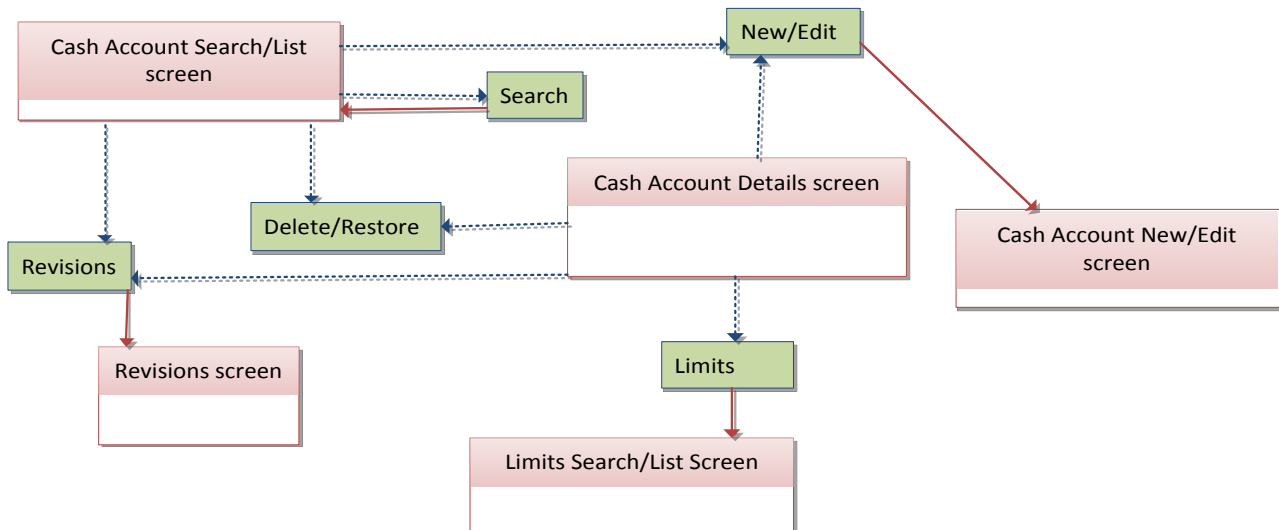 Cash Account Search/List
screen
New/Edit
Search
Cash Account Details screen
Delete/Restore
Cash Account New/Edit
screen
Revisions
Revisions screen
Limits
Limits Search/List Screen